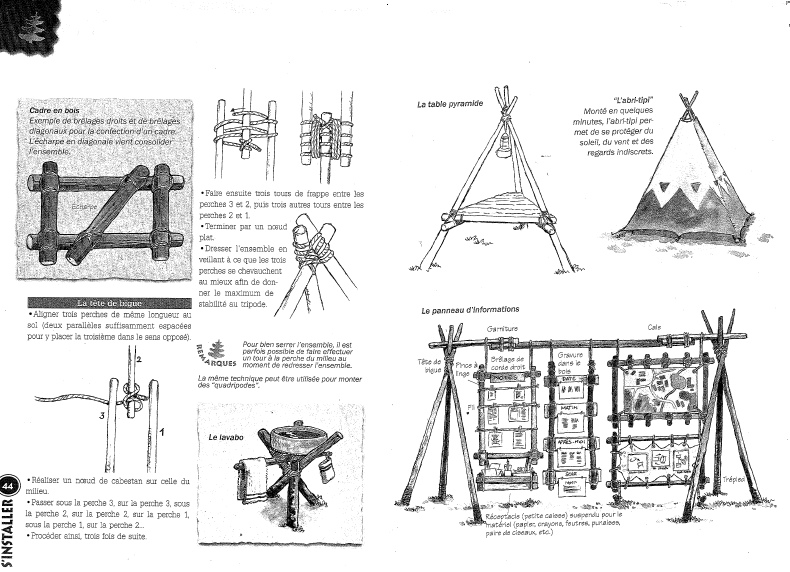 Cadre en bois
Exemple de brêlages droits et de brêlages
diagonaux pour la confection d'un cadre.
L'écharpe en diagonale vient consolider
l'ensemble.
Écharpe
La tête de bigue
•Aligner trois perches de même longueur au
sol (deux parallèles suffisamment espacées
pour y placer la troisième dans le sens opposé).
2
3
1
•Réaliser un nœud de cabestan sur celle du
milieu.
•Passer sous la perche 3, sur la perche 3, sous
la perche 2, sur la perche 2, sur la perche 1,
sous la perche 1, sur la perche 2...
•Procéder ainsi, trois fois de suite.
44
S'INSTALLER
•Faire ensuite trois tours de frappe entre les
perches 3 et 2, puis trois autres tours entre les
perches 2 et 1.
•Terminer par un nœud
plat.
•Dresser l'ensemble en
veillant à ce que les trois
perches se chevauchent
au mieux afin de don-
ner le maximum de
stabilité au tripode.
REMARQUES
Pour bien serrer l'ensemble, il est
parfois possible de faire effectuer
un tour à la perche du milieu au
moment de redresser l'ensemble.
La même technique peut être utilisée pour monter
des "quadripodes".
Le lavabo
La table pyramide
"L'abri-tipi"
Monté en quelques
minutes, l'abri-tipi per-
met de se protéger du
soleil, du vent et des
regards indiscrets.
Le panneau d'informations
Garniture
Cale
Tête de
bigue
Pince à
linge
Brêlage de
corde droit
Gravure
dans le
bois
Fil
DATE
MATIN
APRÈS-MIDI
SOIR
Trépied
Réceptacle (petite caisse) suspendu pour le
matériel (papier, crayons, feutres, punaises,
paire de ciseaux, etc.)